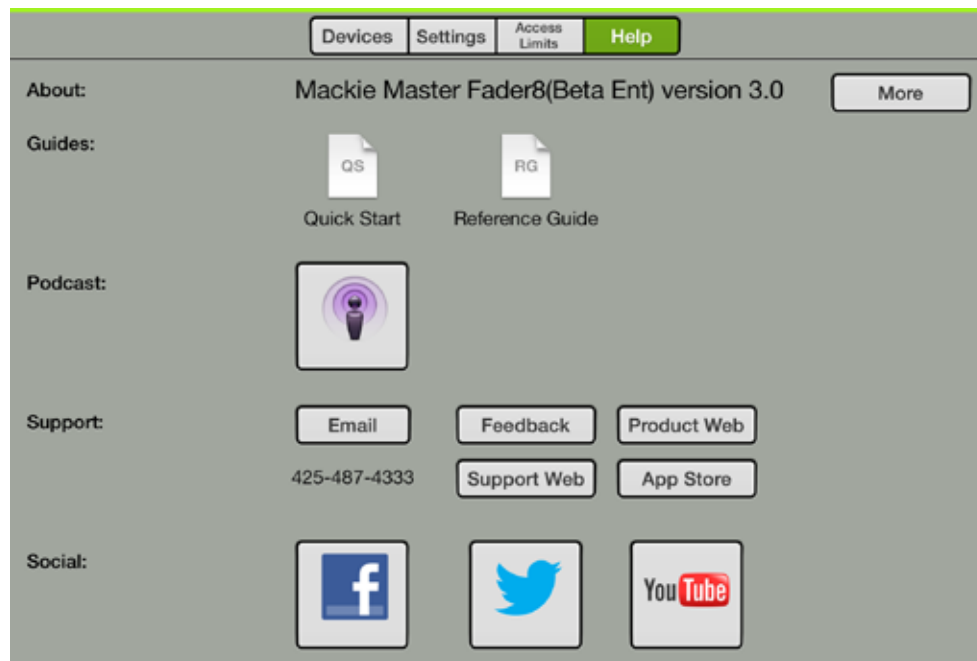 Devices Settings Access Limits Help
About: Mackie Master Fader8(Beta Ent) version 3.0 More
Guides:
QS RG
Quick Start Reference Guide
Podcast:
Support: Email Feedback Product Web
425-487-4333 Support Web App Store
Social: f You Tube